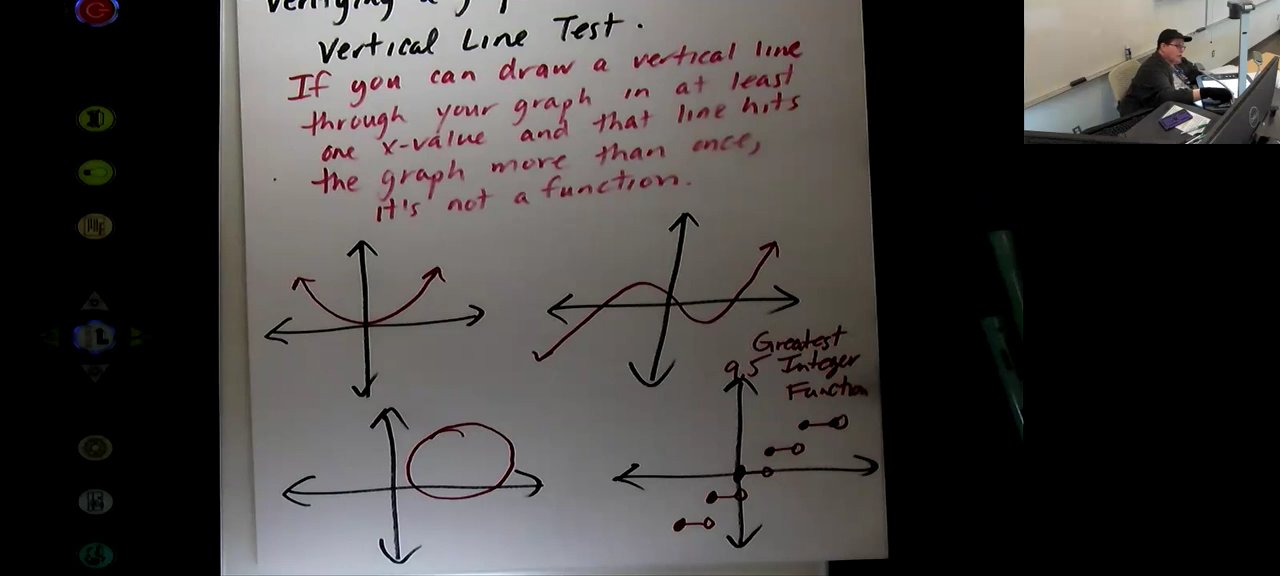 Verifying a
Vertical Line Test.
If you can draw a vertical line
through your graph in at least
one x-value and that line hits
the graph more than once,
it's not a function.
Greatest
Integer
Function